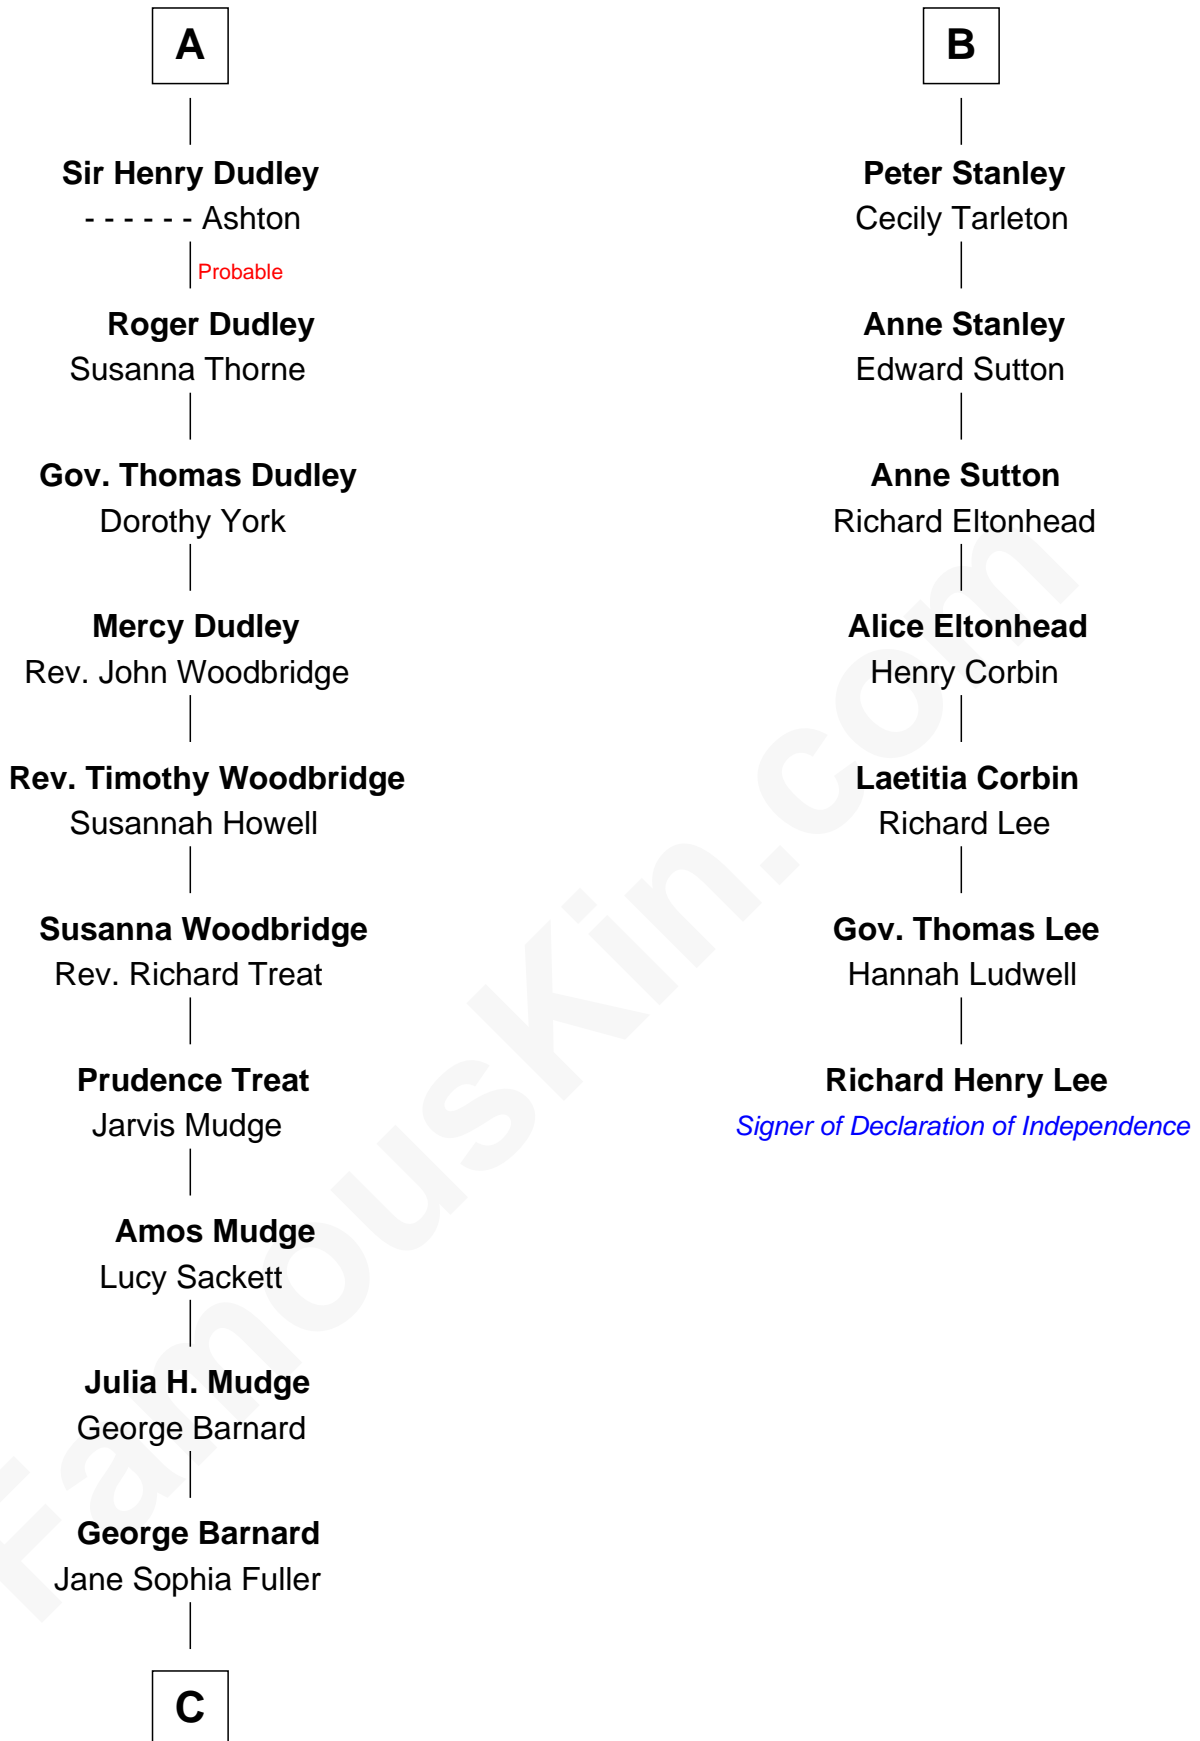 A
Sir Henry Dudley
- - - - - - Ashton
Probable
Roger Dudley
Susanna Thorne
Gov. Thomas Dudley
Dorothy York
Mercy Dudley
Rev. John Woodbridge
Rev. Timothy Woodbridge
Susannah Howell
Susanna Woodbridge
Rev. Richard Treat
Prudence Treat
Jarvis Mudge
Amos Mudge
Lucy Sackett
Julia H. Mudge
George Barnard
George Barnard
Jane Sophia Fuller
C
B
Peter Stanley
Cecily Tarleton
Anne Stanley
Edward Sutton
Anne Sutton
Richard Eltonhead
Alice Eltonhead
Henry Corbin
Laetitia Corbin
Richard Lee
Gov. Thomas Lee
Hannah Ludwell
Richard Henry Lee
Signer of Declaration of Independence
FamousKin.com